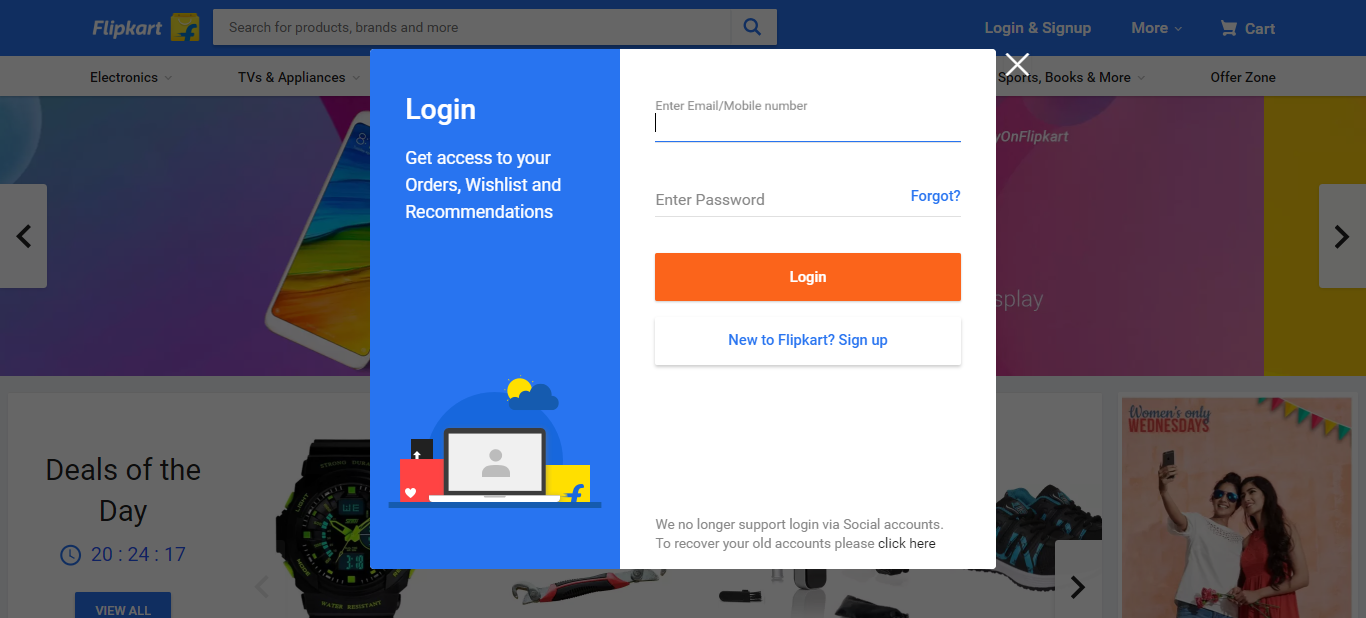 Flipkart
Search for products, brands and more
Login & Signup
More
Cart
Electronics
TVs & Appliances
Sports, Books & More
Offer Zone
Login
Get access to your
Orders, Wishlist and
Recommendations
Enter Email/Mobile number
Enter Password
Forgot?
Login
New to Flipkart? Sign up
We no longer support login via Social accounts.
To recover your old accounts please click here
yOnFlipkart
splay
Deals of the
Day
20 : 24 : 17
VIEW ALL
WATER RESISTANT
Women's only
WEDNESDAYS